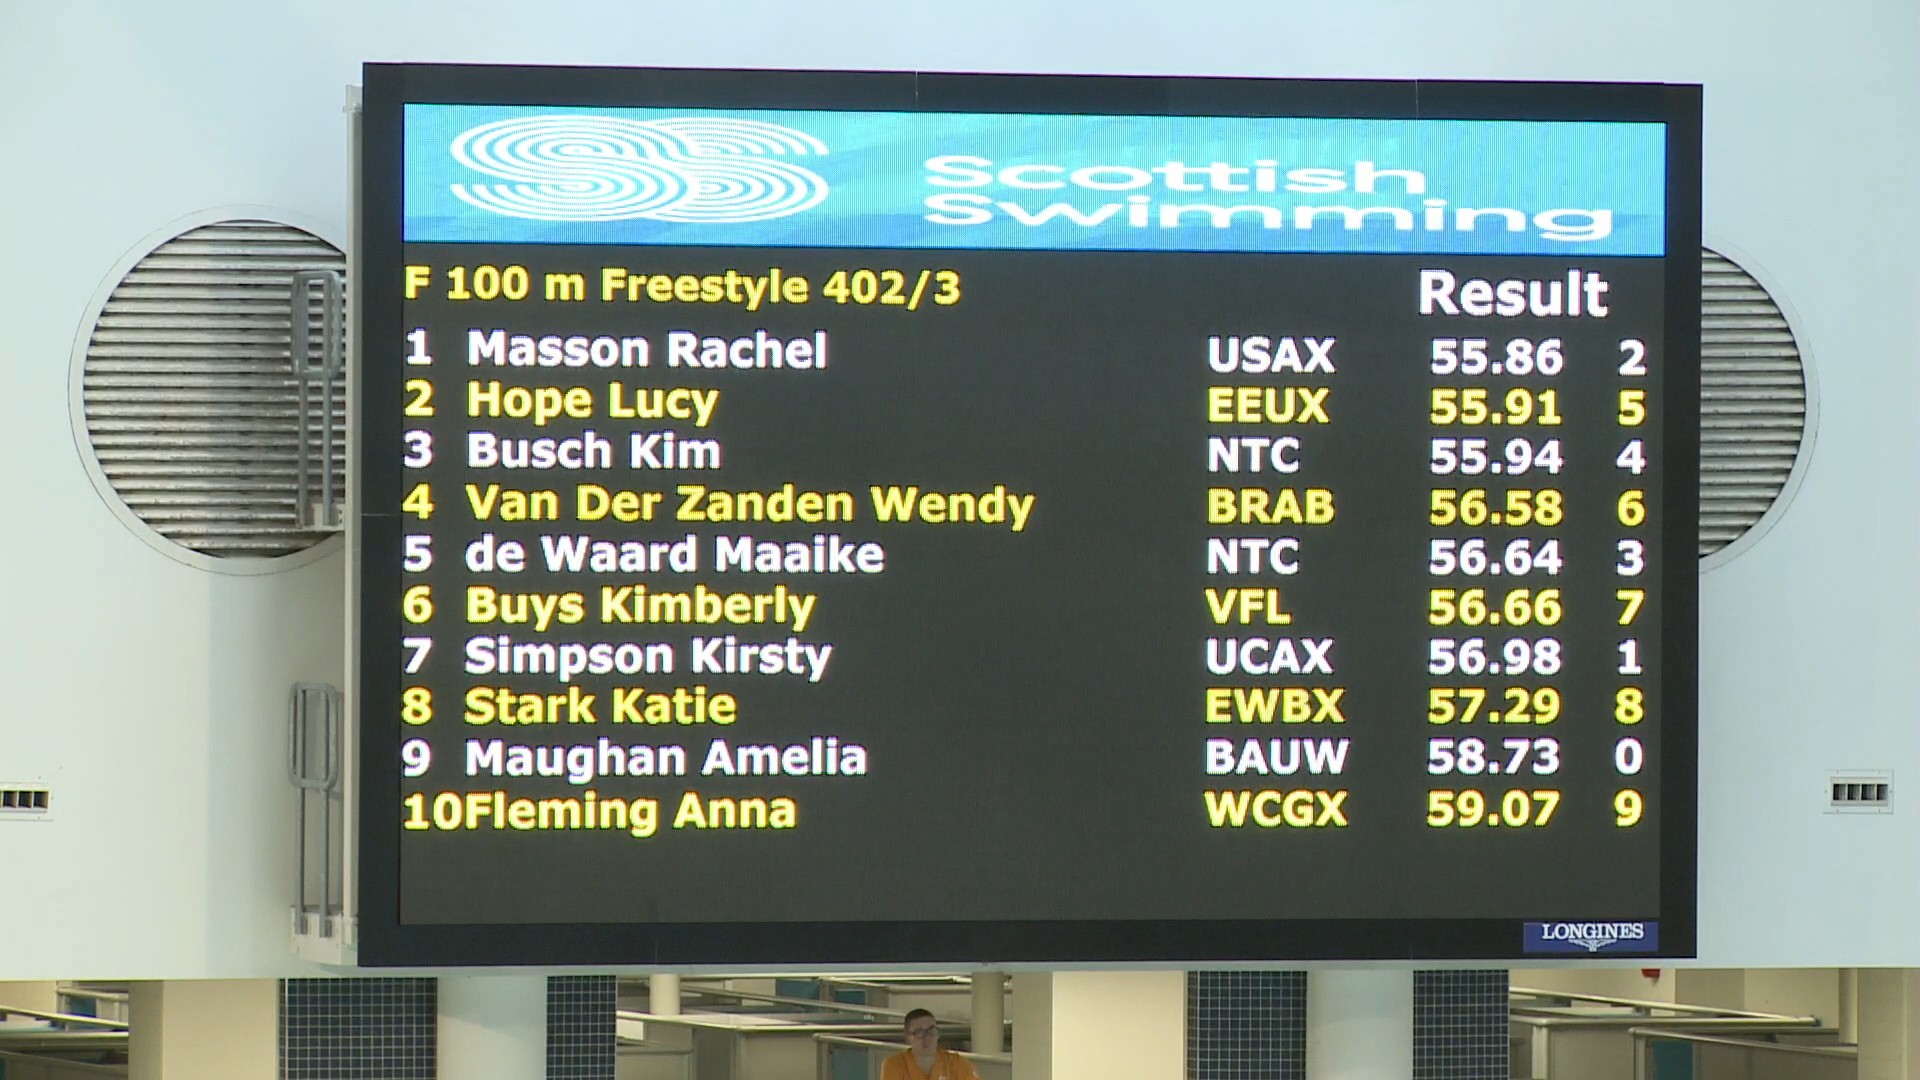 SS Scottish
Swimming
F 100 m Freestyle 402/3 Result
1 Masson Rachel USAX 55.86 2
2 Hope Lucy EEUX 55.91 5
3 Busch Kim NTC 55.94 4
4 Van Der Zanden Wendy BRAB 56.58 6
5 de Waard Maaike NTC 56.64 3
6 Buys Kimberly VFL 56.66 7
7 Simpson Kirsty UCAX 56.98 1
8 Stark Katie EWBX 57.29 8
9 Maughan Amelia BAUW 58.73 0
10 Fleming Anna WCGX 59.07 9
LONGINES